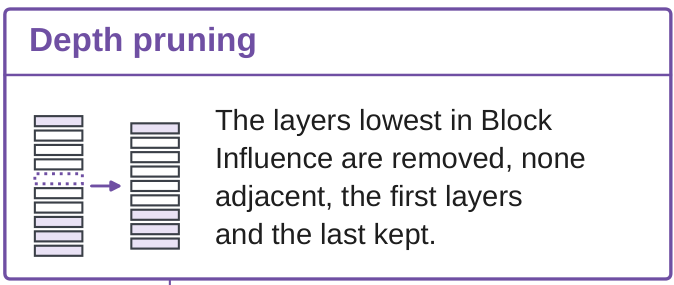 Depth pruning
The layers lowest in Block
Influence are removed, none
adjacent, the first layers
and the last kept.